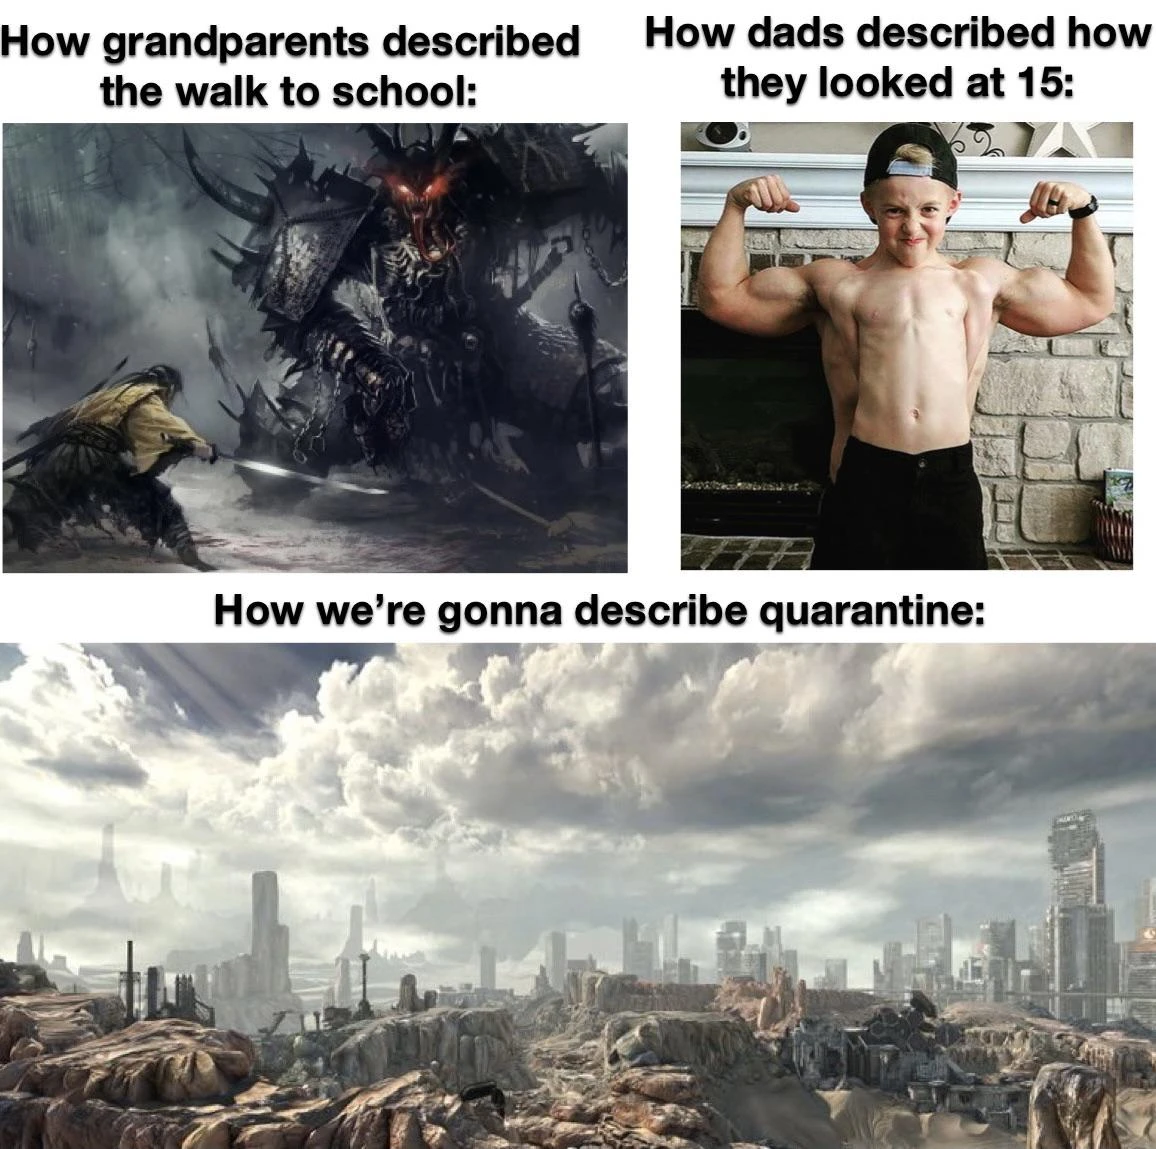 How grandparents described
the walk to school:
How dads described how
they looked at 15:
How we’re gonna describe quarantine: